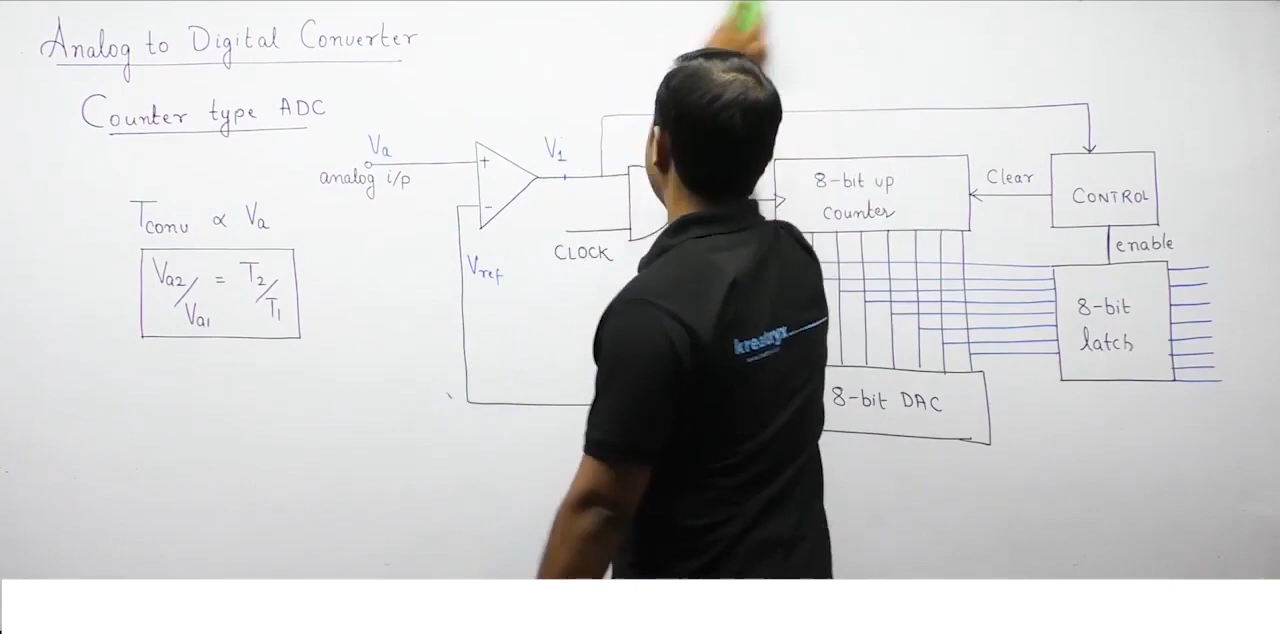 Analog to Digital Converter
Counter type ADC
Va
analog i/p
+
-
V1
CLOCK
Vref
Tconv ∝ Va
Va2/Va1 = T2/T1
8-bit up
counter
Clear
CONTROL
enable
8-bit
latch
8-bit DAC
kreatryx